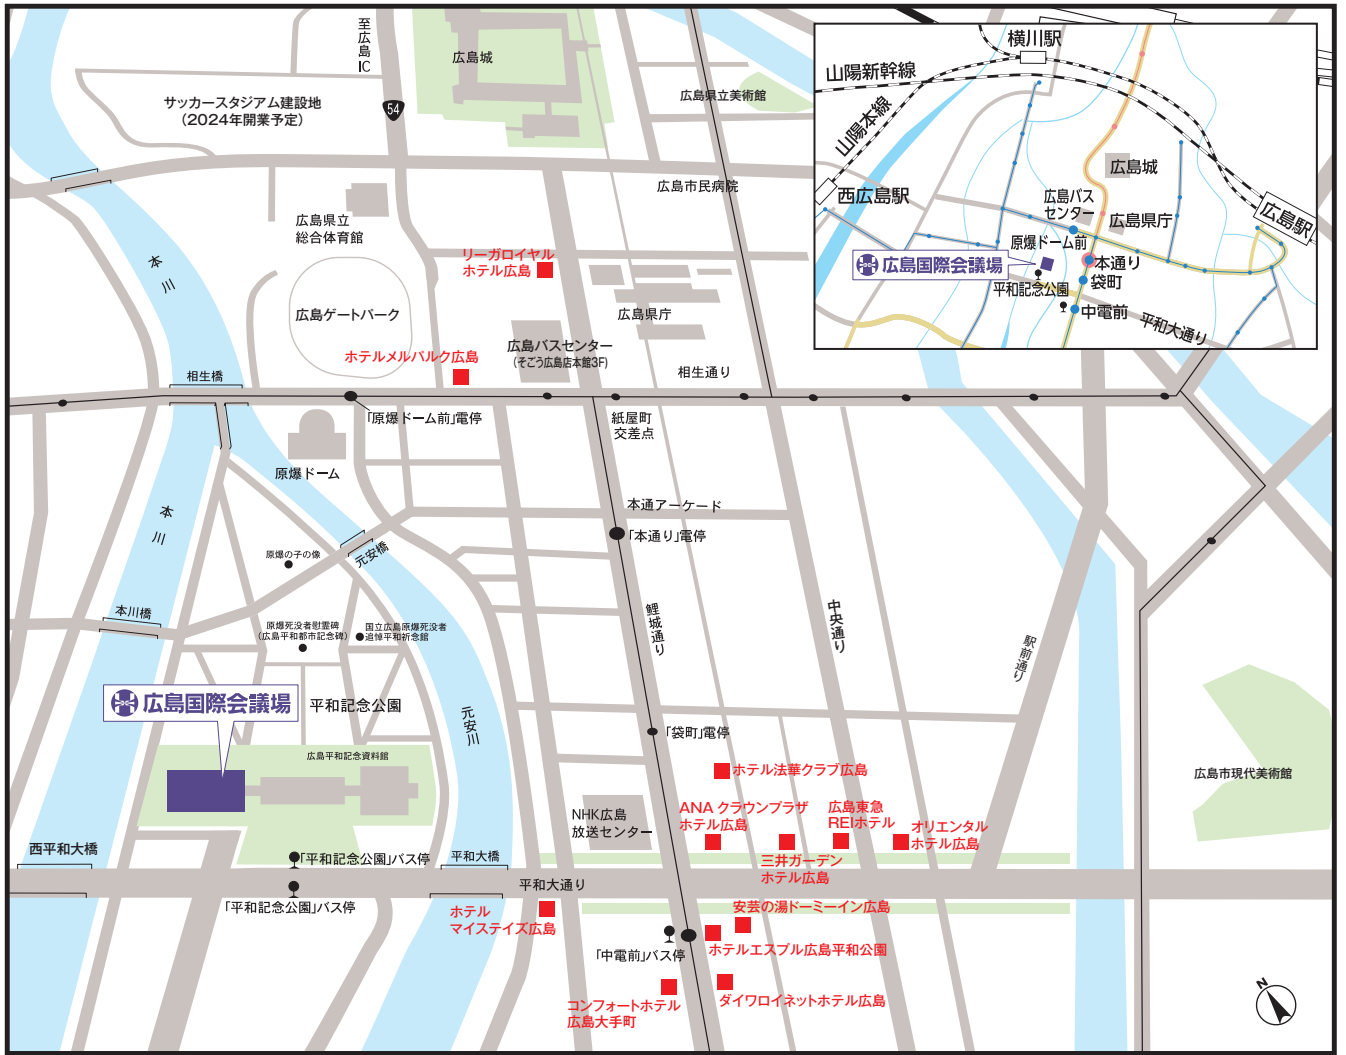 至広島IC
54
広島城
サッカースタジアム建設地
(2024年開業予定)
広島県立美術館
広島市民病院
広島県立
総合体育館
本川
リーガロイヤル
ホテル広島
広島ゲートパーク
広島県庁
広島バスセンター
(そごう広島店本館3F)
ホテルメルパルク広島
相生橋
相生通り
「原爆ドーム前」電停
紙屋町
交差点
原爆ドーム
本通アーケード
「本通り」電停
本川
原爆の子の像
元安橋
本川橋
原爆死没者慰霊碑
(広島平和都市記念碑)
国立広島原爆死没者
追悼平和祈念館
鯉城通り
中央通り
駅前通り
広島国際会議場
平和記念公園
元安川
「袋町」電停
広島平和記念資料館
ホテル法華クラブ広島
広島市現代美術館
NHK広島
放送センター
ANA クラウンプラザ
ホテル広島
広島東急
REIホテル
オリエンタル
ホテル広島
三井ガーデン
ホテル広島
西平和大橋
「平和記念公園」バス停
平和大橋
平和大通り
「平和記念公園」バス停
ホテル
マイステイズ広島
安芸の湯ドーミーイン広島
ホテルエスプル広島平和公園
「中電前」バス停
コンフォートホテル
広島大手町
ダイワロイネットホテル広島
N
横川駅
山陽新幹線
山陽本線
西広島駅
広島城
広島バス
センター
広島県庁
広島駅
原爆ドーム前
広島国際会議場
本通り
袋町
平和記念公園
中電前
平和大通り